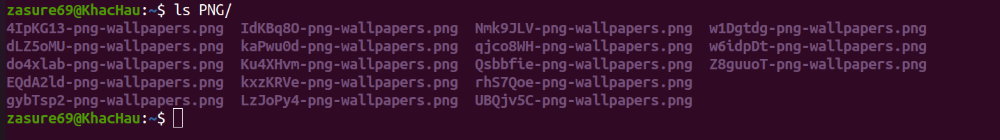 zasure69@KhacHau:~$ ls PNG/
4IpKG13-png-wallpapers.png  IdKBq8O-png-wallpapers.png  Nmk9JLV-png-wallpapers.png  w1Dgtdg-png-wallpapers.png
dLZ5oMU-png-wallpapers.png  kaPwu0d-png-wallpapers.png  qjco8WH-png-wallpapers.png  w6idpDt-png-wallpapers.png
do4xlab-png-wallpapers.png  Ku4XHvm-png-wallpapers.png  Qsbbfie-png-wallpapers.png  Z8guuoT-png-wallpapers.png
EQdA2ld-png-wallpapers.png  kxzKRVe-png-wallpapers.png  rhS7Qoe-png-wallpapers.png
gybTsp2-png-wallpapers.png  LzJoPy4-png-wallpapers.png  UBQjv5C-png-wallpapers.png
zasure69@KhacHau:~$